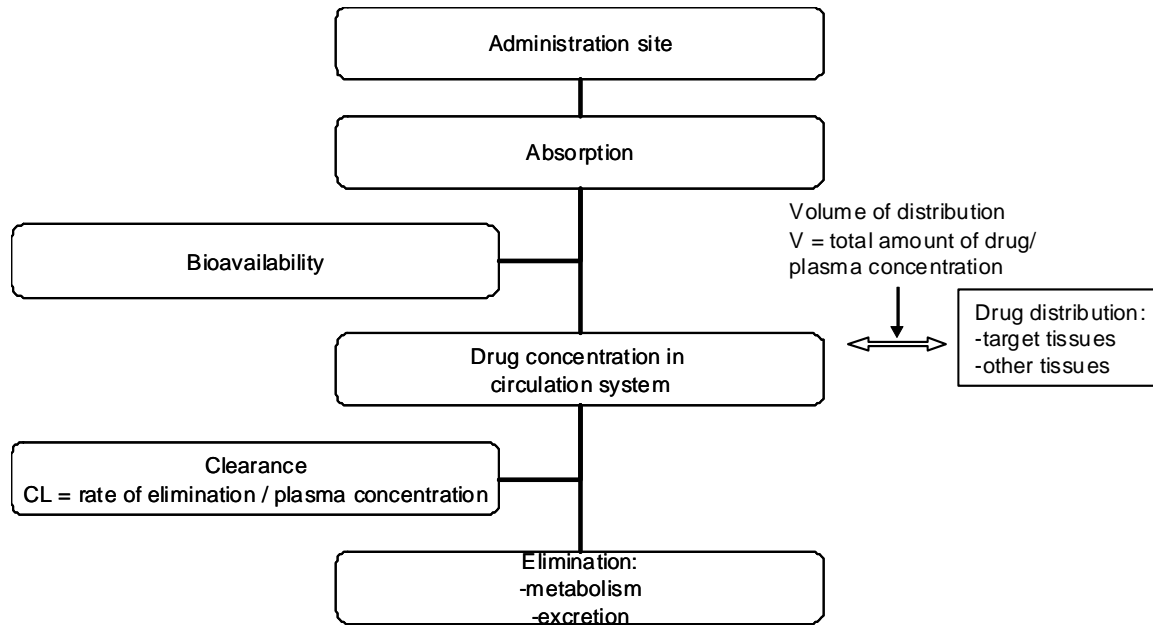 Administration site
Absorption
Volume of distribution
V = total amount of drug/
plasma concentration
Bioavailability
Drug distribution:
-target tissues
-other tissues
Drug concentration in
circulation system
Clearance
CL = rate of elimination / plasma concentration
Elimination:
-metabolism
-excretion